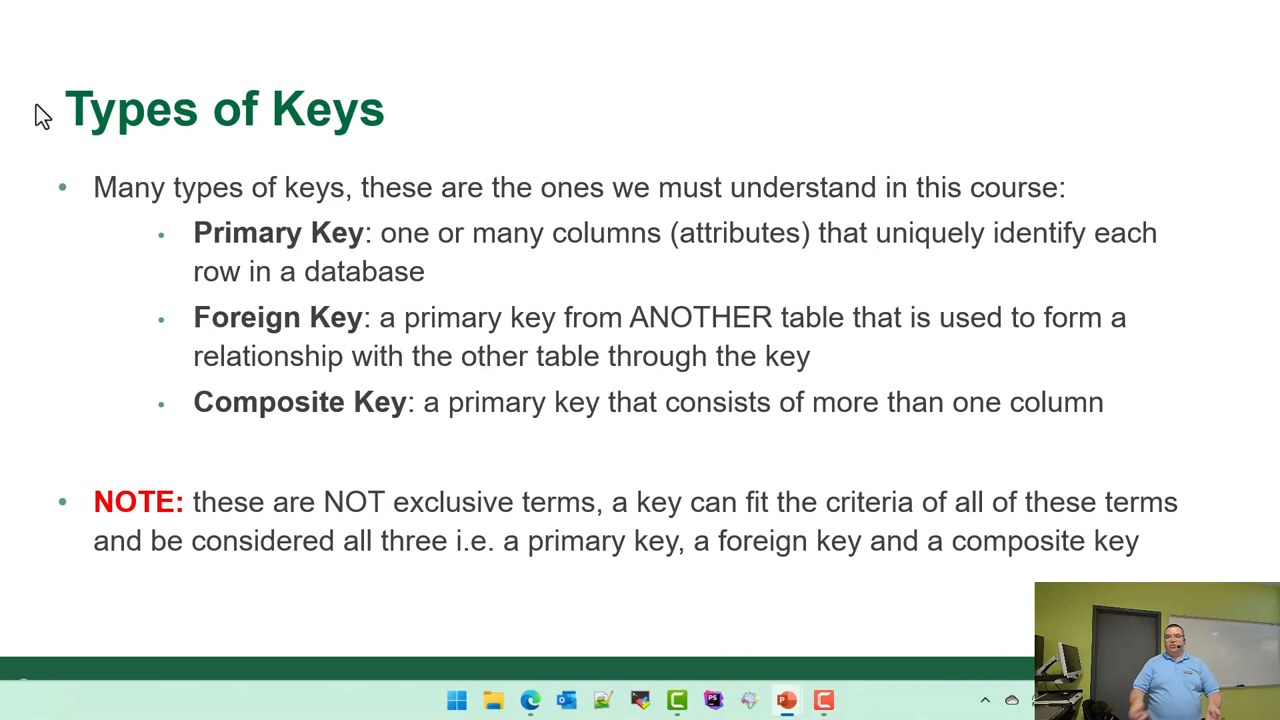 Types of Keys
• Many types of keys, these are the ones we must understand in this course:
• Primary Key: one or many columns (attributes) that uniquely identify each
row in a database
• Foreign Key: a primary key from ANOTHER table that is used to form a
relationship with the other table through the key
• Composite Key: a primary key that consists of more than one column
• NOTE: these are NOT exclusive terms, a key can fit the criteria of all of these terms
and be considered all three i.e. a primary key, a foreign key and a composite key